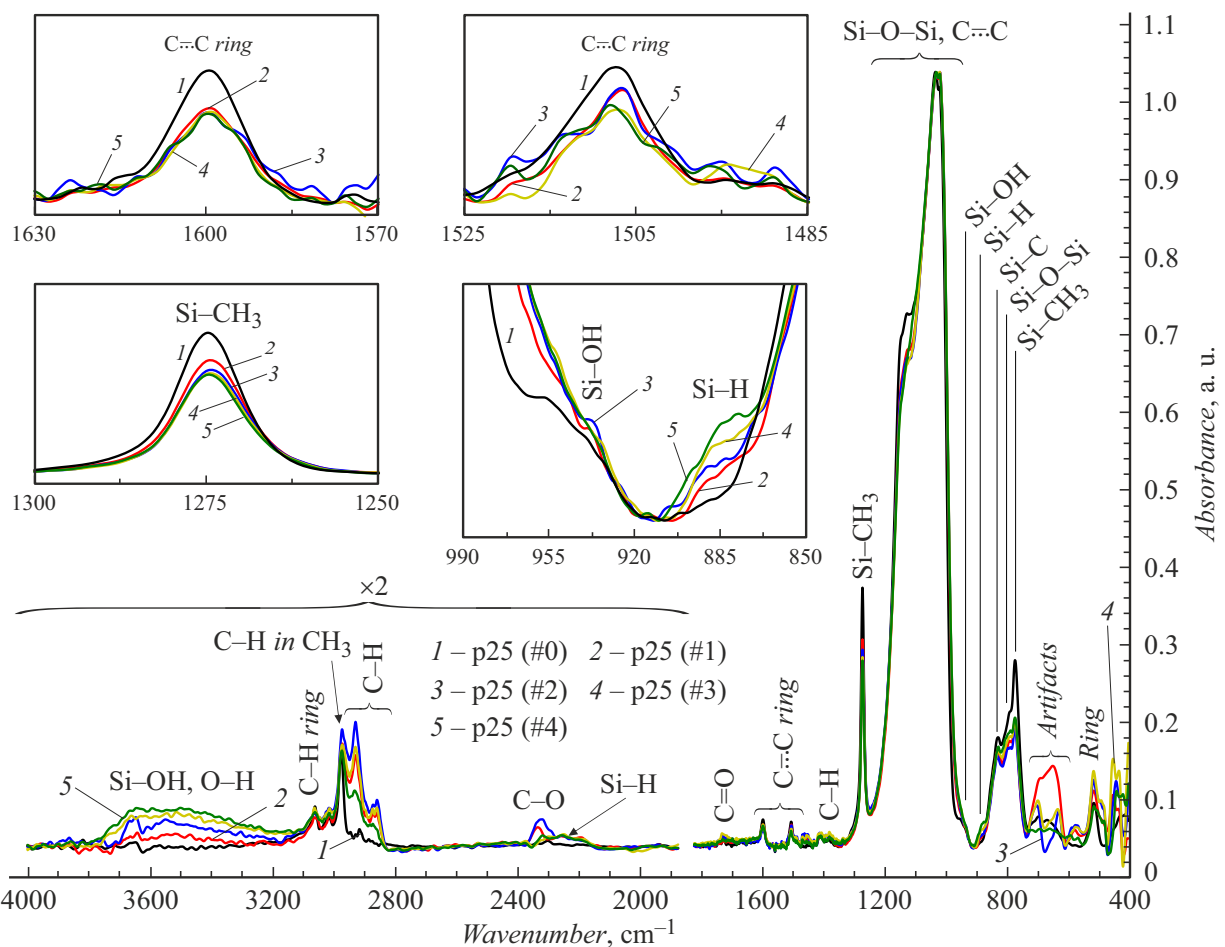 C⩦C ring
1
2
5
4
3
1630
1600
1570
C⩦C ring
1
3
5
4
2
1525
1505
1485
Si–O–Si, C⩦C
1.1
1.0
0.9
0.8
0.7
0.6
0.5
0.4
0.3
0.2
0.1
0
Absorbance, a. u.
Si–OH
Si–H
Si–C
Si–O–Si
Si–CH₃
Si–CH₃
1
2
3
4
5
1300
1275
1250
1
Si–OH
3
Si–H
5
4
2
990
955
920
885
850
×2
C–H in CH₃
C–H
1 – p25 (#0) 2 – p25 (#1)
3 – p25 (#2) 4 – p25 (#3)
5 – p25 (#4)
Si–CH₃
4
Artifacts
Ring
C–H ring
5
Si–OH, O–H
2
1
C–O
Si–H
C=O
C⩦C ring
C–H
3
4000 3600 3200 2800 2400 2000 1600 1200 1000 800 600 400
Wavenumber, cm⁻¹